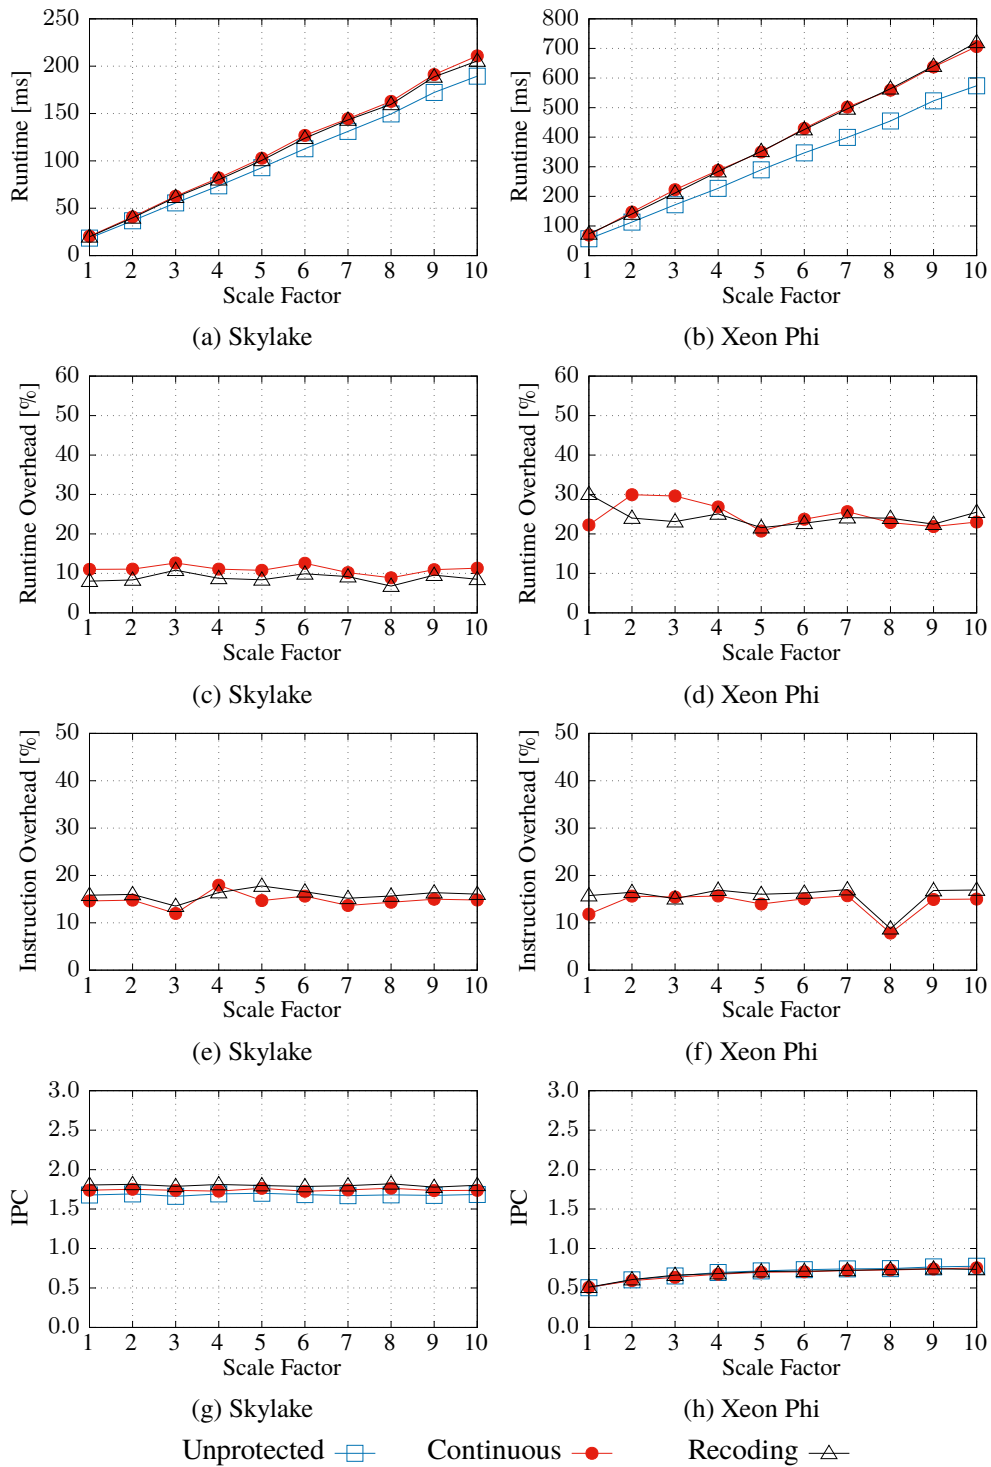 250
200
150
100
50
0
Runtime [ms]
1 2 3 4 5 6 7 8 9 10
Scale Factor
(a) Skylake
800
700
600
500
400
300
200
100
0
Runtime [ms]
1 2 3 4 5 6 7 8 9 10
Scale Factor
(b) Xeon Phi
60
50
40
30
20
10
0
Runtime Overhead [%]
1 2 3 4 5 6 7 8 9 10
Scale Factor
(c) Skylake
60
50
40
30
20
10
0
Runtime Overhead [%]
1 2 3 4 5 6 7 8 9 10
Scale Factor
(d) Xeon Phi
50
40
30
20
10
0
Instruction Overhead [%]
1 2 3 4 5 6 7 8 9 10
Scale Factor
(e) Skylake
50
40
30
20
10
0
Instruction Overhead [%]
1 2 3 4 5 6 7 8 9 10
Scale Factor
(f) Xeon Phi
3.0
2.5
2.0
1.5
1.0
0.5
0.0
IPC
1 2 3 4 5 6 7 8 9 10
Scale Factor
(g) Skylake
3.0
2.5
2.0
1.5
1.0
0.5
0.0
IPC
1 2 3 4 5 6 7 8 9 10
Scale Factor
(h) Xeon Phi
Unprotected Continuous Recoding